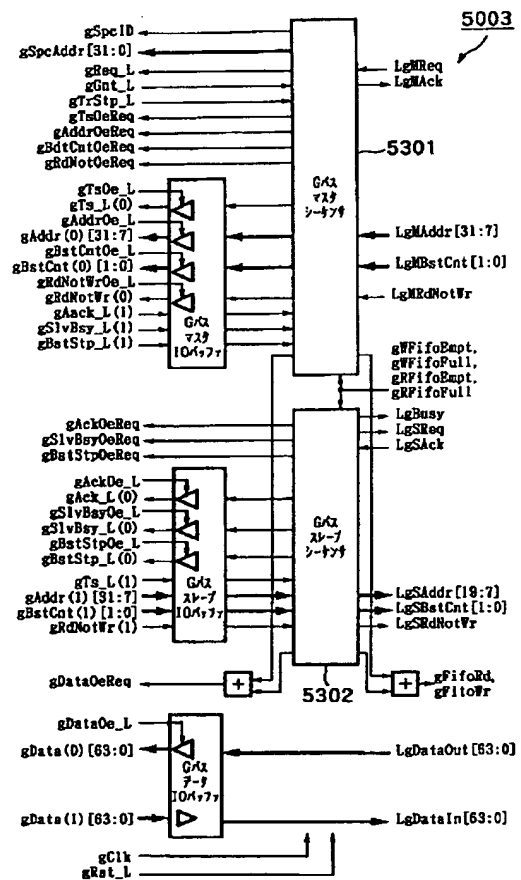 5003
gSpcID
gSpcAddr[31:0]
gReq_L
gGnt_L
gTrStp_L
gTsOeReq
gAddrOeReq
gBdtCntOeReq
gRdNotOeReq
LgMReq
LgMAck
5301
Gバス
マスタ
シーケンサ
gTsOe_L
gTs_L(0)
gAddrOe_L
gAddr(0)[31:7]
gBstCntOe_L
gBstCnt(0)[1:0]
gRdNotWrOe_L
gRdNotWr(0)
gAack_L(1)
gSlvBsy_L(1)
gBstStp_L(1)
Gバス
マスタ
IOバッファ
LgMAddr[31:7]
LgMBstCnt[1:0]
LgMRdNotWr
gWFifoEmpt,
gWFifoFull,
gRFifoEmpt,
gRFifoFull
gAckOeReq
gSlvBsyOeReq
gBstStpOeReq
LgBusy
LgSReq
LgSAck
gAckOe_L
gAck_L(0)
gSlvBsyOe_L
gSlvBsy_L(0)
gBstStpOe_L
gBstStp_L(0)
gTs_L(1)
gAddr(1)[31:7]
gBstCnt(1)[1:0]
gRdNotWr(1)
Gバス
スレーブ
IOバッファ
Gバス
スレーブ
シーケンサ
LgSAddr[19:7]
LgSBstCnt[1:0]
LgSRdNotWr
gDataOeReq
+
5302
+
gFifoRd,
gFifoWr
gDataOe_L
gData(0)[63:0]
gData(1)[63:0]
Gバス
データ
IOバッファ
LgDataOut[63:0]
LgDataIn[63:0]
gClk
gRst_L